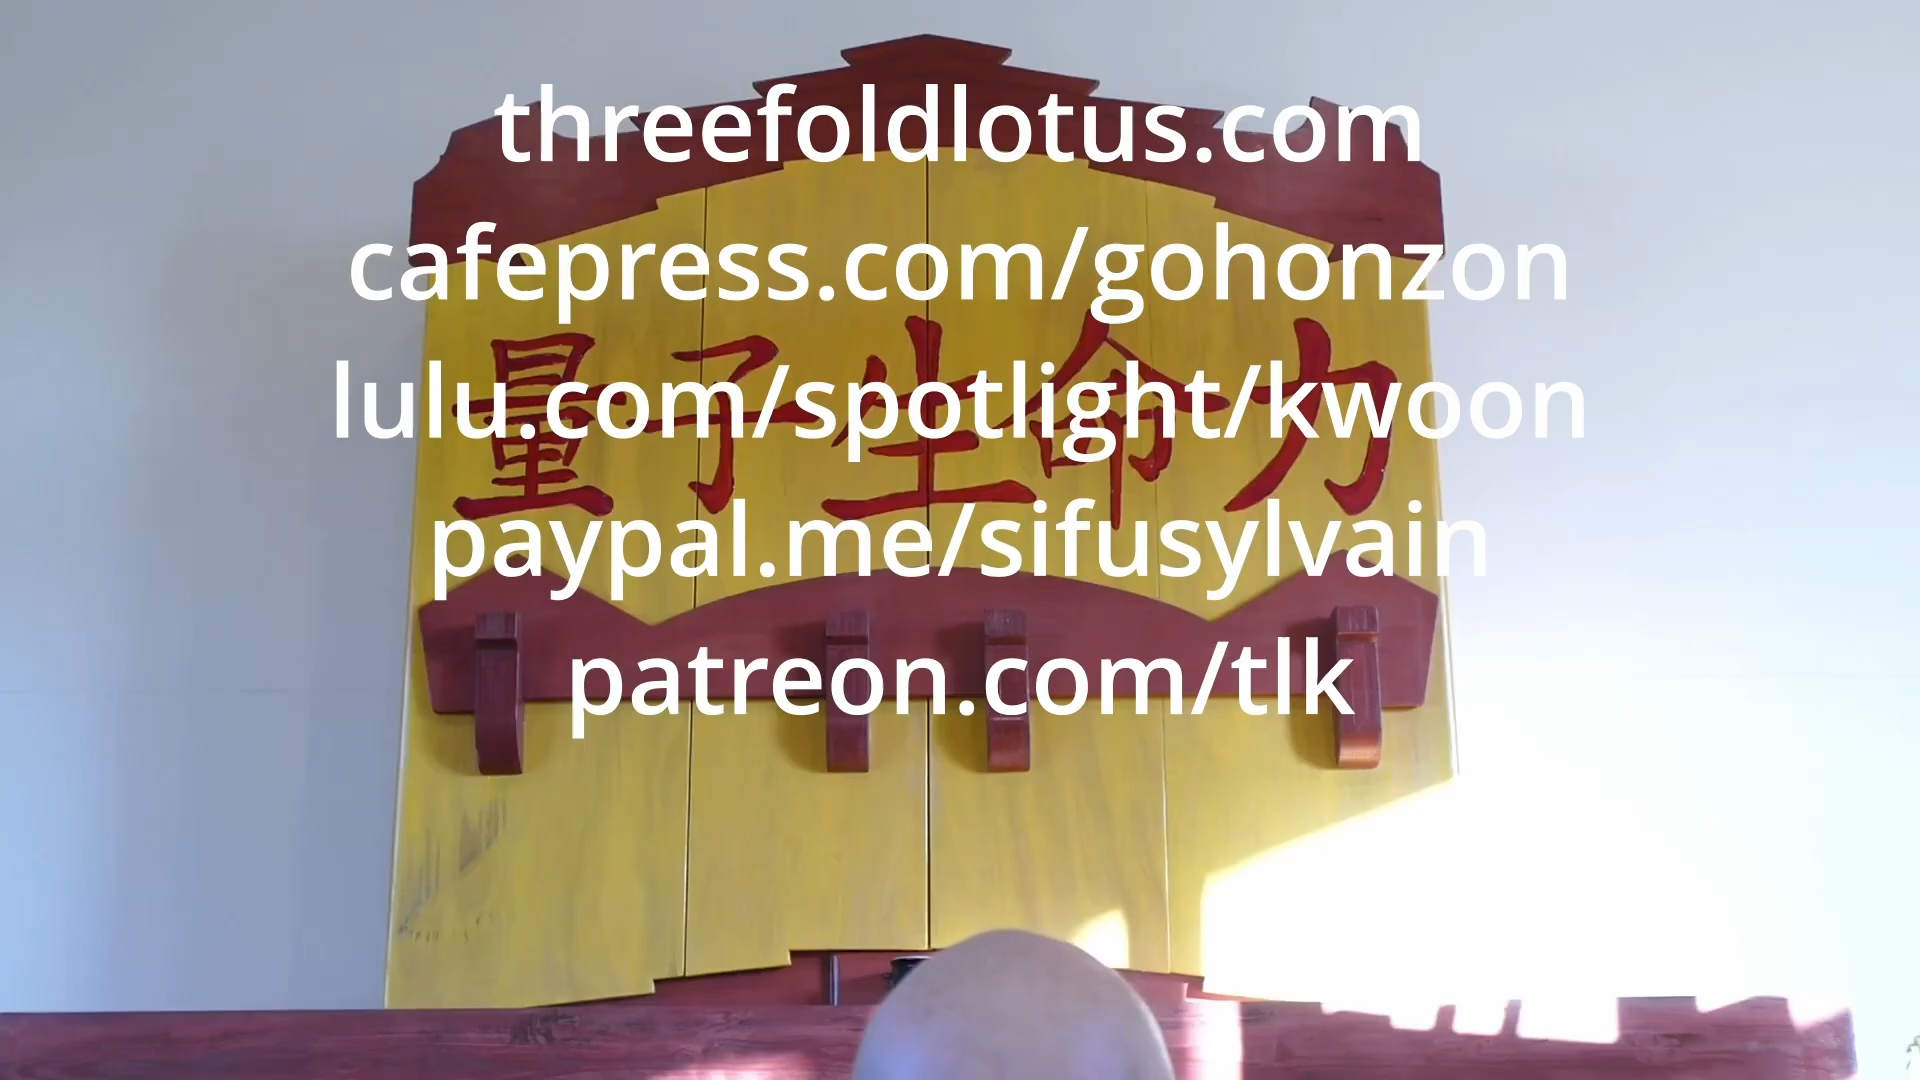 threefoldlotus.com
cafepress.com/gohonzon
量子生命力
lulu.com/spotlight/kwoon
paypal.me/sifusylvain
patreon.com/tlk